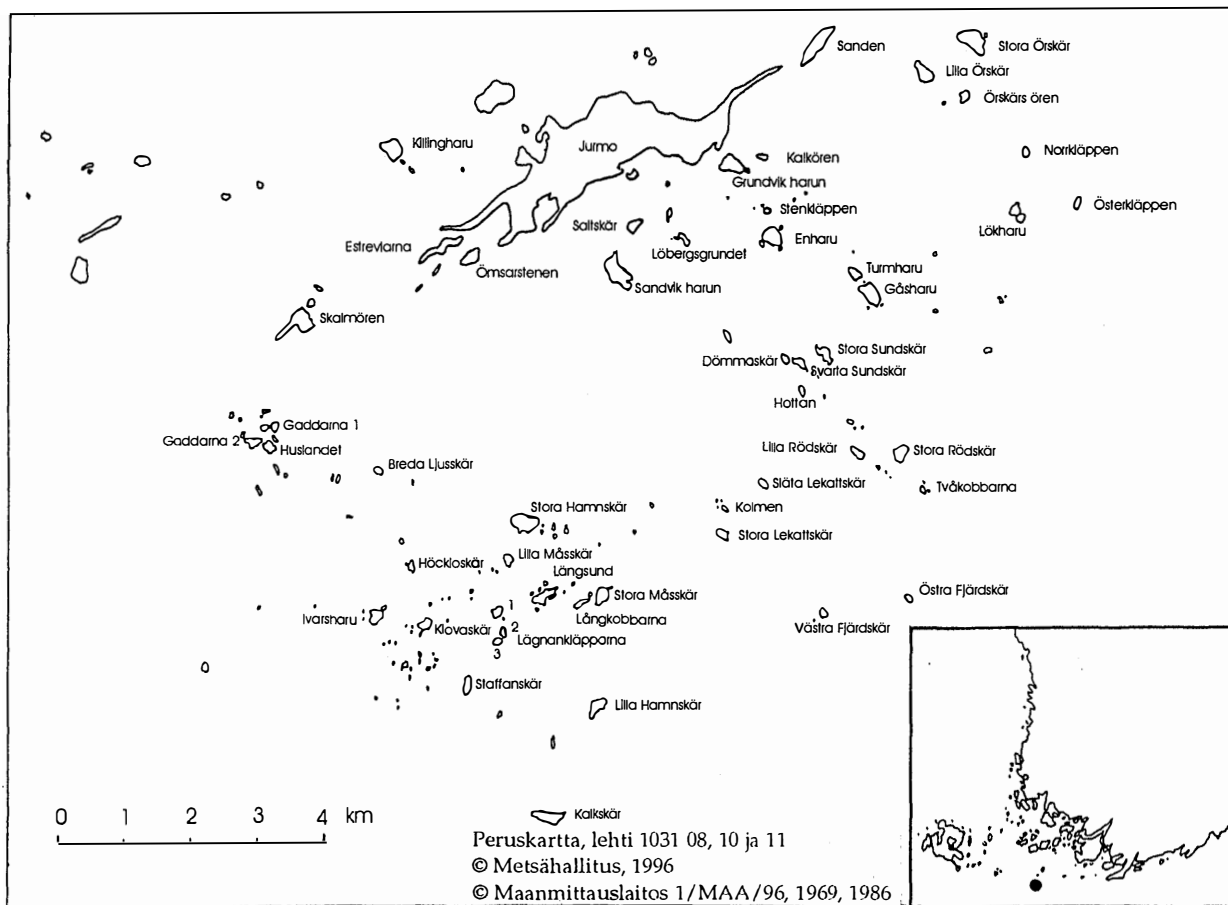 Sanden
Stora Örskär
Lilla Örskär
Örskärs ören
Killingharu
Jurmo
Kalkören
Norrkläppen
Grundvik harun
Stenkläppen
Österkläppen
Saltskär
Lökharu
Estrevlarna
Löbergsgrundet
Enharu
Ömsarstenen
Sandvik harun
Turmharu
Gåsharu
Skalmören
Stora Sundskär
Dömmaskär
Svarta Sundskär
Hottan
Gaddarna 1
Gaddarna 2
Huslandet
Lilla Rödskär
Stora Rödskär
Breda Ljusskär
Släta Lekattskär
Tvåkobbarna
Stora Hamnskär
Kolmen
Stora Lekattskär
Lilla Måsskär
Höckloskär
Längsund
Stora Måsskär
Östra Fjärdskär
Ivarsharu
1
Långkobbarna
Västra Fjärdskär
Klovaskär
2
Lägnankläpparna
3
Staffanskär
Lilla Hamnskär
0 1 2 3 4 km
Kalkskär
Peruskartta, lehti 1031 08, 10 ja 11
© Metsähallitus, 1996
© Maanmittauslaitos 1/MAA/96, 1969, 1986